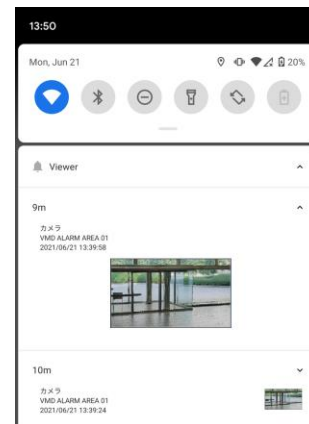 13:50
Mon, Jun 21
20%
Viewer
9m
カメラ
VMD ALARM AREA 01
2021/06/21 13:39:58
10m
カメラ
VMD ALARM AREA 01
2021/06/21 13:39:24